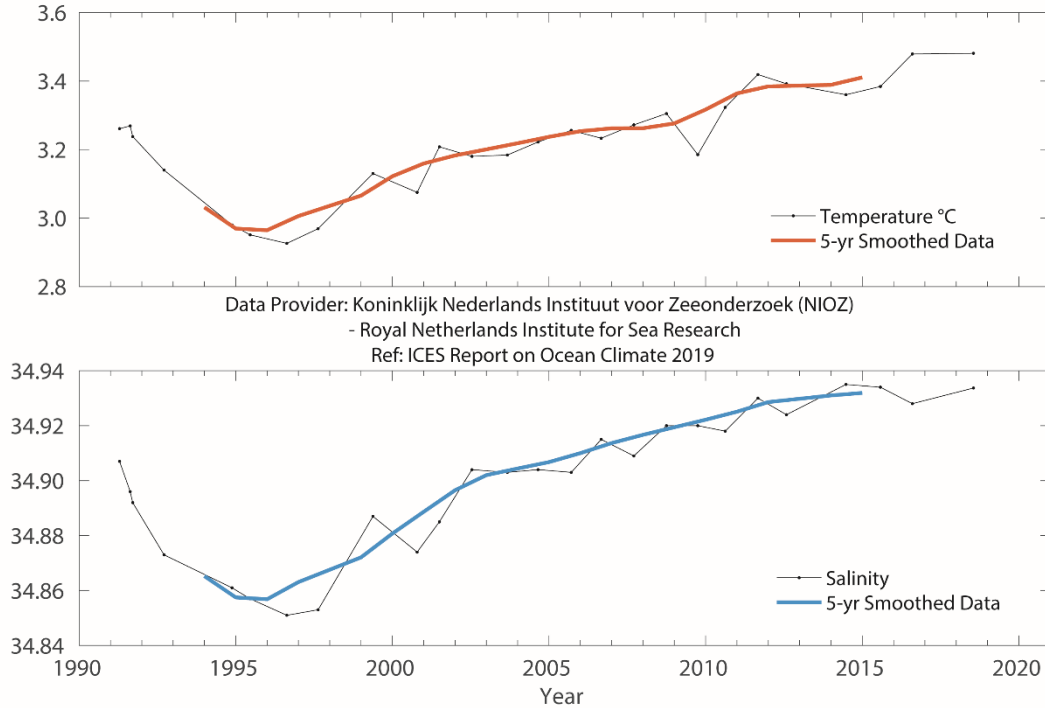 3.6
3.4
3.2
3.0
2.8
Temperature °C
5-yr Smoothed Data
Data Provider: Koninklijk Nederlands Instituut voor Zeeonderzoek (NIOZ)
- Royal Netherlands Institute for Sea Research
Ref: ICES Report on Ocean Climate 2019
34.94
34.92
34.90
34.88
34.86
34.84
Salinity
5-yr Smoothed Data
1990 1995 2000 2005 2010 2015 2020
Year